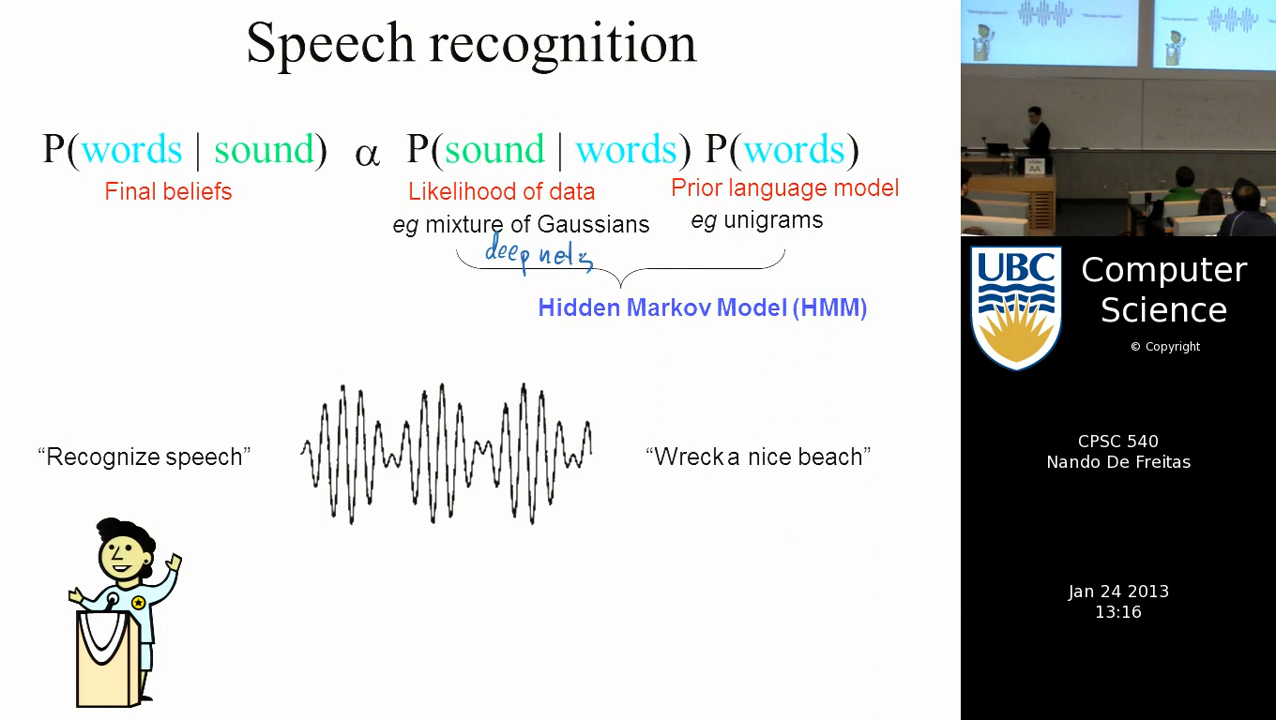 Speech recognition
P(words | sound) α P(sound | words) P(words)
Final beliefs
Likelihood of data
Prior language model
eg mixture of Gaussians
eg unigrams
deep nets
Hidden Markov Model (HMM)
“Recognize speech”
“Wreck a nice beach”
AA
UBC
Computer
Science
© Copyright
CPSC 540
Nando De Freitas
Jan 24 2013
13:16